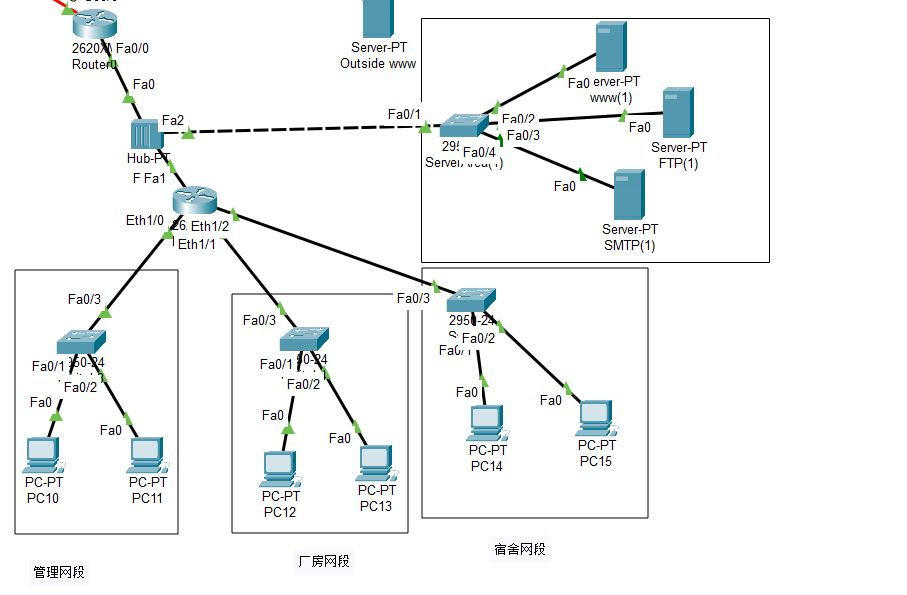 Fa0/0
Router0
Fa0
Fa2
Hub-PT
Fa1
Server-PT
Outside www
Fa0/1
Fa0
www(1)
Fa0/2
Fa0/3
Fa0/4
Fa0
Server-PT
FTP(1)
Fa0
Server-PT
SMTP(1)
Eth1/0
Eth1/2
Eth1/1
Fa0/3
Fa0/1
Fa0/2
Fa0
Fa0
PC-PT
PC10
PC-PT
PC11
管理网段
Fa0/3
Fa0/1
Fa0/2
Fa0
Fa0
PC-PT
PC12
PC-PT
PC13
厂房网段
Fa0/3
2950-24
Fa0/2
Fa0/1
Fa0
Fa0
PC-PT
PC14
PC-PT
PC15
宿舍网段